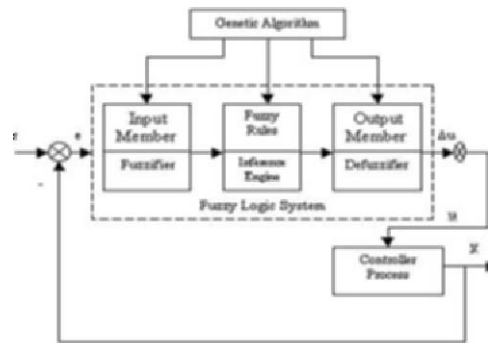 Genetic Algorithm
Input
Member
Fuzzifier
Fuzzy
Rules
Inference
Engine
Output
Member
Defuzzifier
e
Δu
-
Fuzzy Logic System
u
Controller
Process